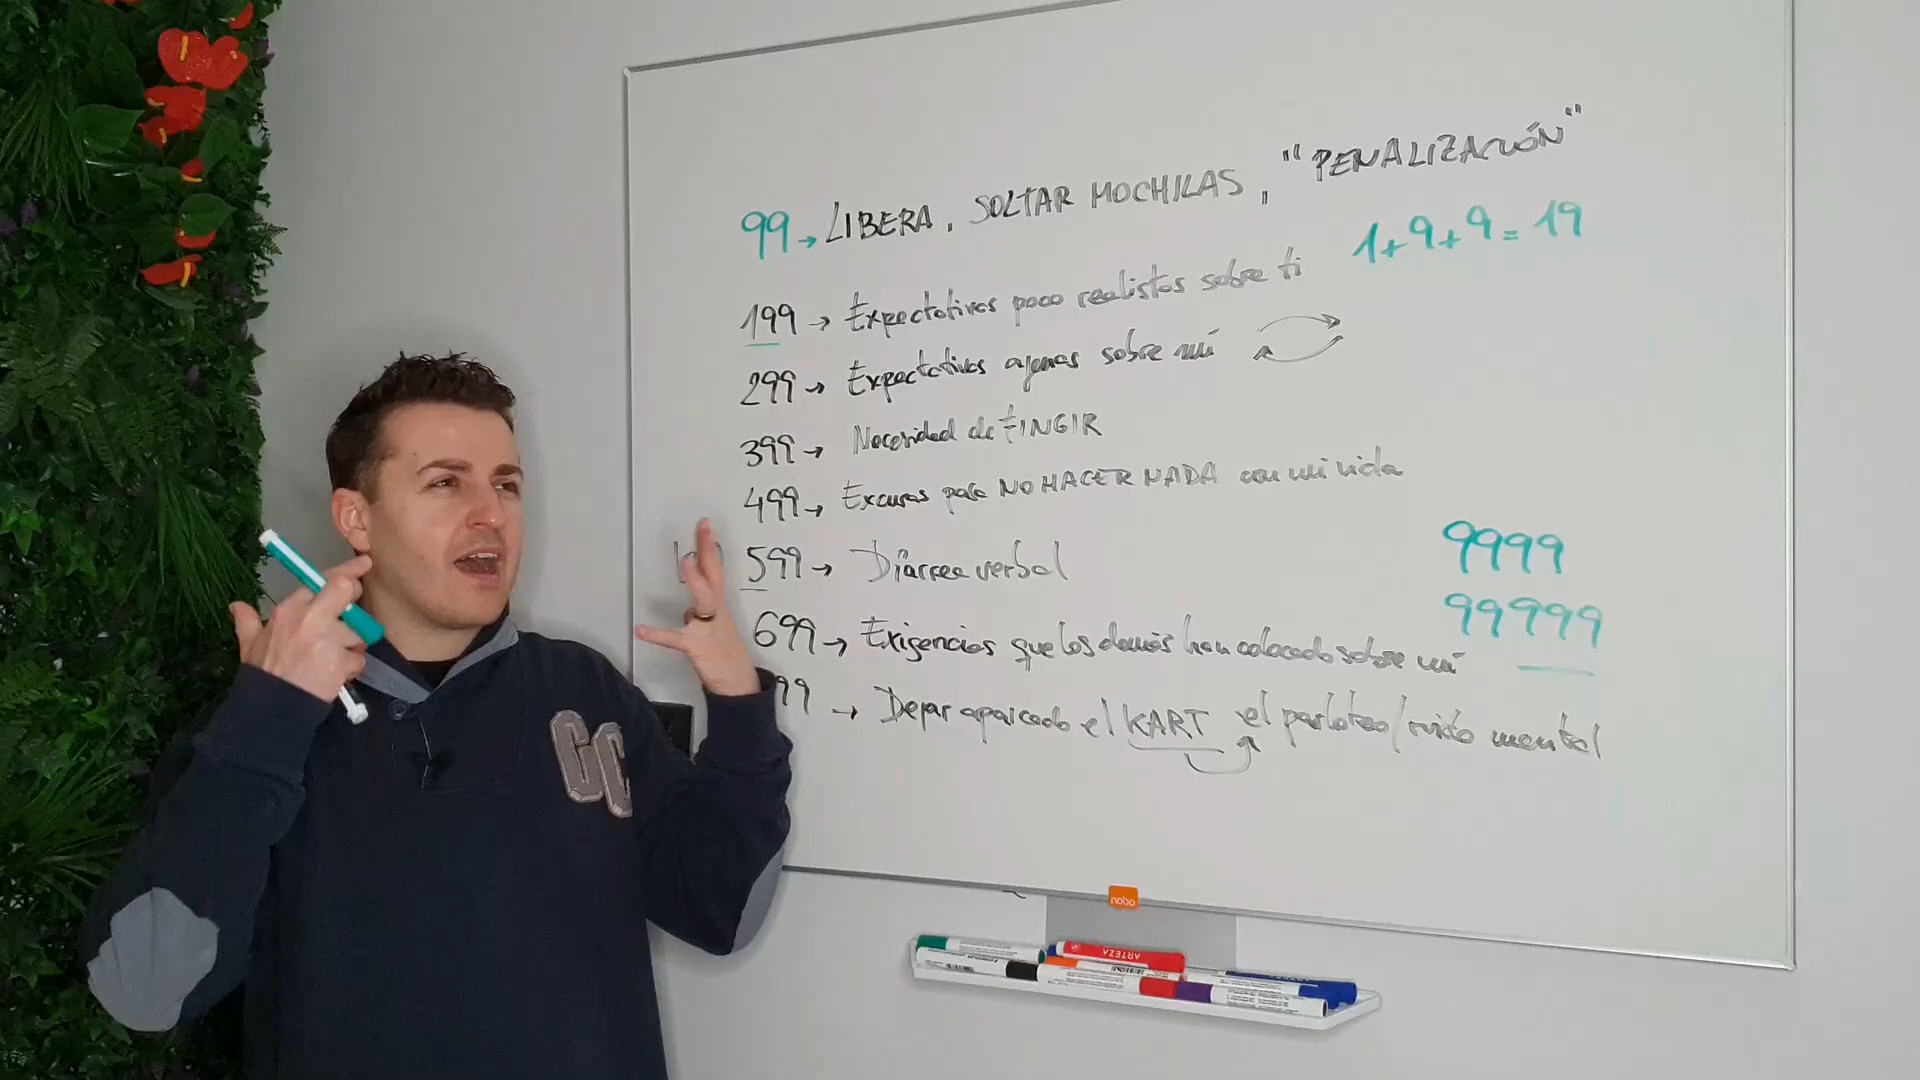 99 → LIBERA, SOLTAR MOCHILAS, "PENALIZACIÓN"
1+9+9=19
199 → Expectativas poco realistas sobre ti
299 → Expectativas ajenas sobre mí
399 → Necesidad de FINGIR
499 → Excusas para NO HACER NADA con mi vida
599 → Diarrea verbal
9999
99999
699 → Exigencias que los demás han colocado sobre mí
99 → Dejar aparcado el KART el parloteo/ruido mental
CC
nobo
ARTEZA